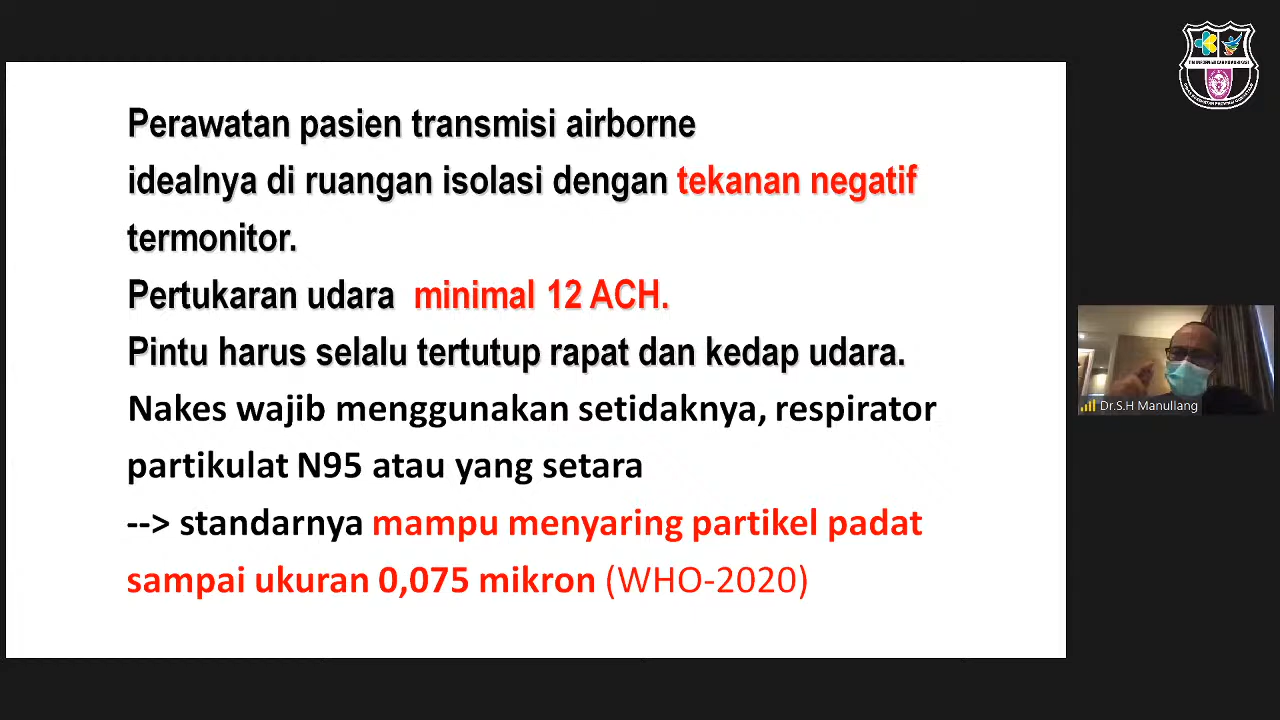 Perawatan pasien transmisi airborne
idealnya di ruangan isolasi dengan tekanan negatif
termonitor.
Pertukaran udara minimal 12 ACH.
Pintu harus selalu tertutup rapat dan kedap udara.
Nakes wajib menggunakan setidaknya, respirator
partikulat N95 atau yang setara
--> standarnya mampu menyaring partikel padat
sampai ukuran 0,075 mikron (WHO-2020)
Dr.S.H Manullang